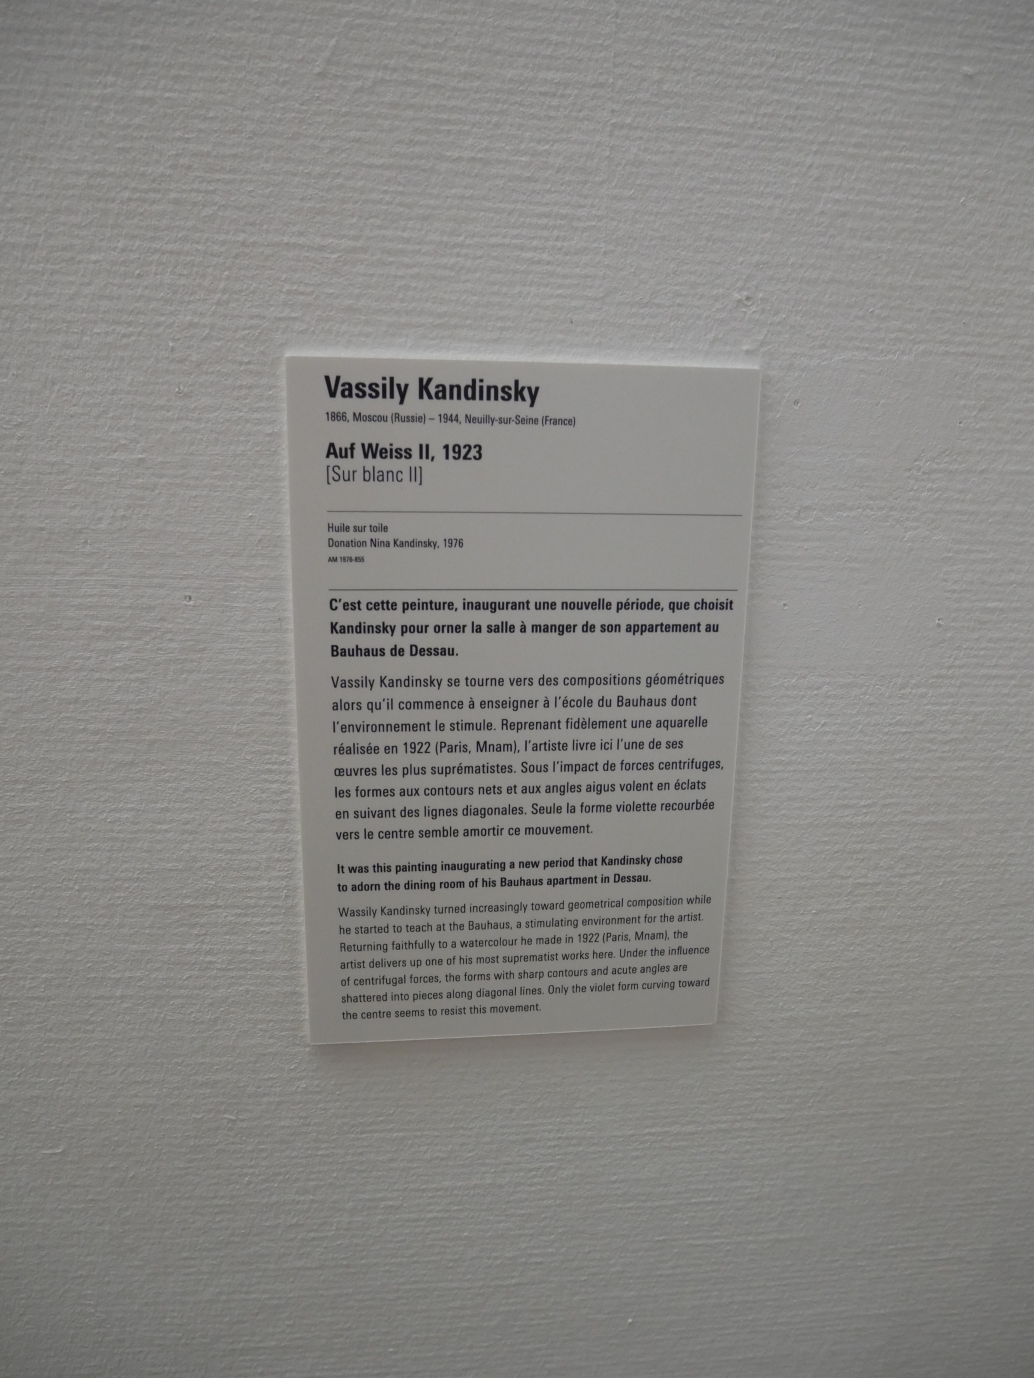 Vassily Kandinsky
1866, Moscou (Russie) – 1944, Neuilly-sur-Seine (France)
Auf Weiss II, 1923
[Sur blanc II]
Huile sur toile
Donation Nina Kandinsky, 1976
AM 1976-855
C'est cette peinture, inaugurant une nouvelle période, que choisit
Kandinsky pour orner la salle à manger de son appartement au
Bauhaus de Dessau.
Vassily Kandinsky se tourne vers des compositions géométriques
alors qu'il commence à enseigner à l'école du Bauhaus dont
l'environnement le stimule. Reprenant fidèlement une aquarelle
réalisée en 1922 (Paris, Mnam), l'artiste livre ici l'une de ses
œuvres les plus suprématistes. Sous l'impact de forces centrifuges,
les formes aux contours nets et aux angles aigus volent en éclats
en suivant des lignes diagonales. Seule la forme violette recourbée
vers le centre semble amortir ce mouvement.
It was this painting inaugurating a new period that Kandinsky chose
to adorn the dining room of his Bauhaus apartment in Dessau.
Wassily Kandinsky turned increasingly toward geometrical composition while
he started to teach at the Bauhaus, a stimulating environment for the artist.
Returning faithfully to a watercolour he made in 1922 (Paris, Mnam), the
artist delivers up one of his most suprematist works here. Under the influence
of centrifugal forces, the forms with sharp contours and acute angles are
shattered into pieces along diagonal lines. Only the violet form curving toward
the centre seems to resist this movement.